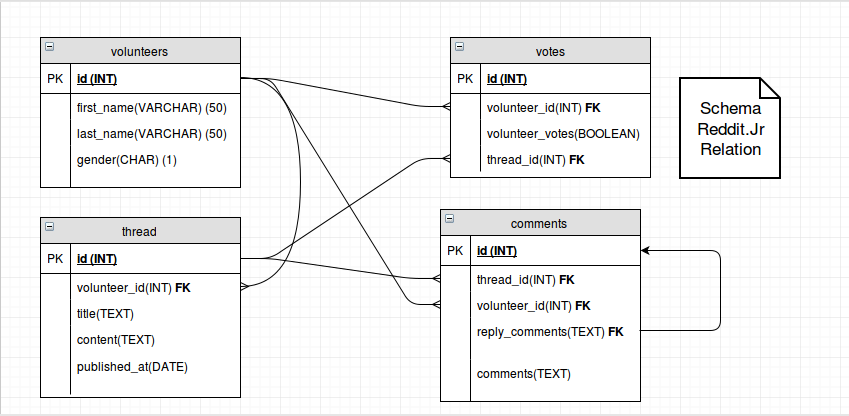 volunteers
PK id (INT)
first_name(VARCHAR) (50)
last_name(VARCHAR) (50)
gender(CHAR) (1)
votes
PK id (INT)
volunteer_id(INT) FK
volunteer_votes(BOOLEAN)
thread_id(INT) FK
Schema
Reddit.Jr
Relation
thread
PK id (INT)
volunteer_id(INT) FK
title(TEXT)
content(TEXT)
published_at(DATE)
comments
PK id (INT)
thread_id(INT) FK
volunteer_id(INT) FK
reply_comments(TEXT) FK
comments(TEXT)